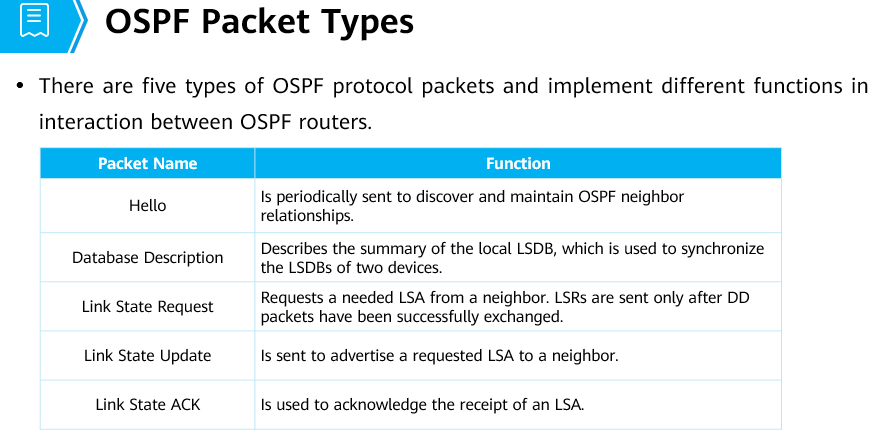 OSPF Packet Types
• There are five types of OSPF protocol packets and implement different functions in
interaction between OSPF routers.
Packet Name Function
Hello
Is periodically sent to discover and maintain OSPF neighbor
relationships.
Database Description
Describes the summary of the local LSDB, which is used to synchronize
the LSDBs of two devices.
Link State Request
Requests a needed LSA from a neighbor. LSRs are sent only after DD
packets have been successfully exchanged.
Link State Update Is sent to advertise a requested LSA to a neighbor.
Link State ACK Is used to acknowledge the receipt of an LSA.